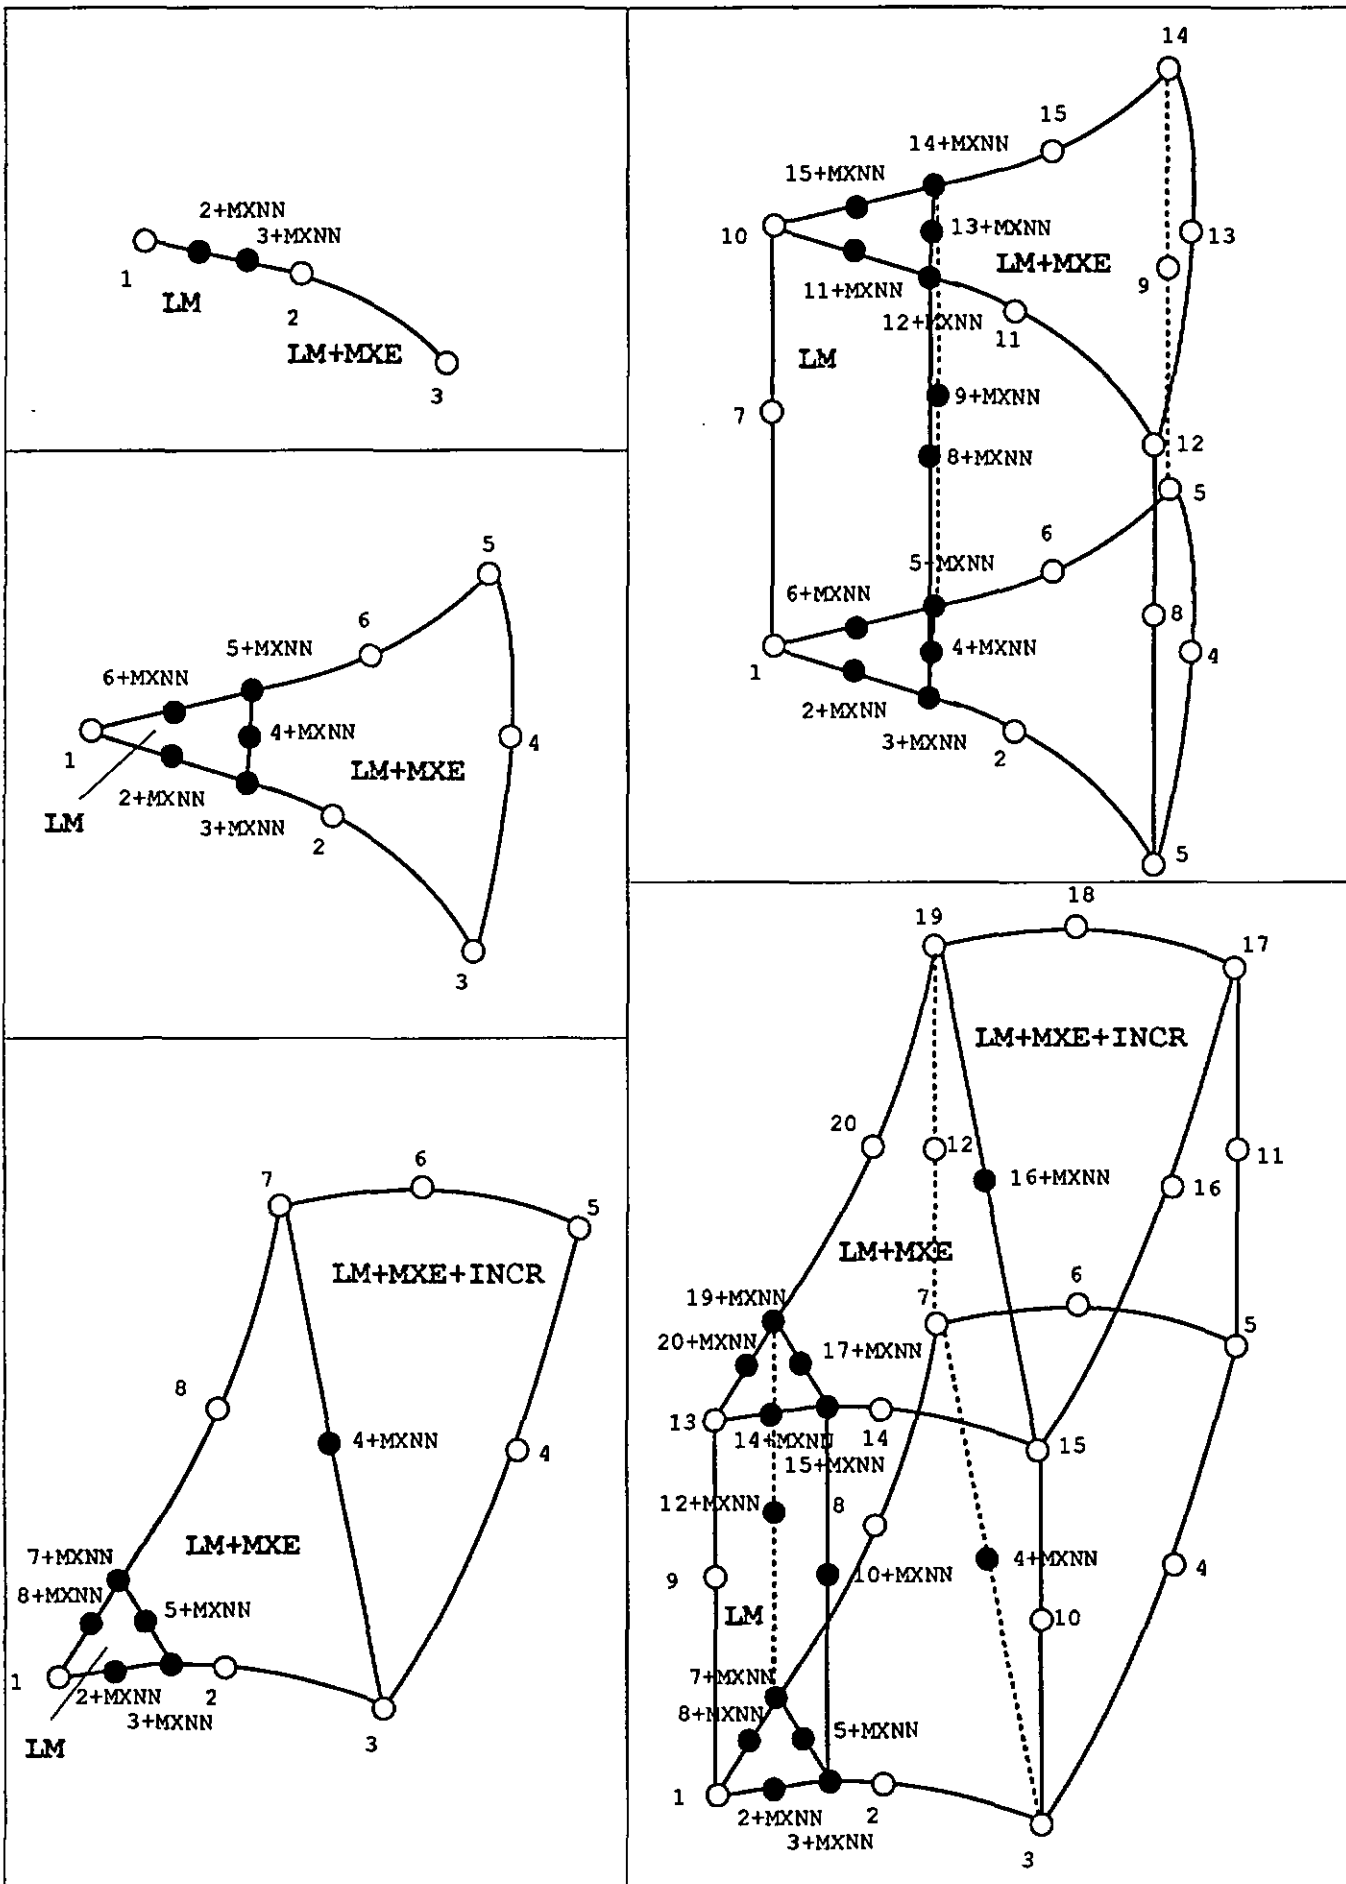 2+MXNN
3+MXNN
1
LM
2
LM+MXE
3
5
6
5+MXNN
6+MXNN
4+MXNN
4
1
LM+MXE
2+MXNN
LM
3+MXNN
2
3
6
7
5
LM+MXE+INCR
8
4+MXNN
4
LM+MXE
7+MXNN
8+MXNN
5+MXNN
1
2+MXNN
2
3+MXNN
3
LM
14
15
14+MXNN
15+MXNN
10
13+MXNN
13
LM+MXE
9
11+MXNN
12+MXNN
11
LM
9+MXNN
7
12
8+MXNN
5
6
5+MXNN
6+MXNN
8
1
4+MXNN
4
2+MXNN
3+MXNN
2
5
18
19
17
LM+MXE+INCR
20
12
11
16+MXNN
16
LM+MXE
6
19+MXNN
7
5
20+MXNN
17+MXNN
13
14+MXNN
14
15
15+MXNN
12+MXNN
8
9
10+MXNN
4+MXNN
4
LM
10
7+MXNN
8+MXNN
5+MXNN
1
2+MXNN
2
3+MXNN
3